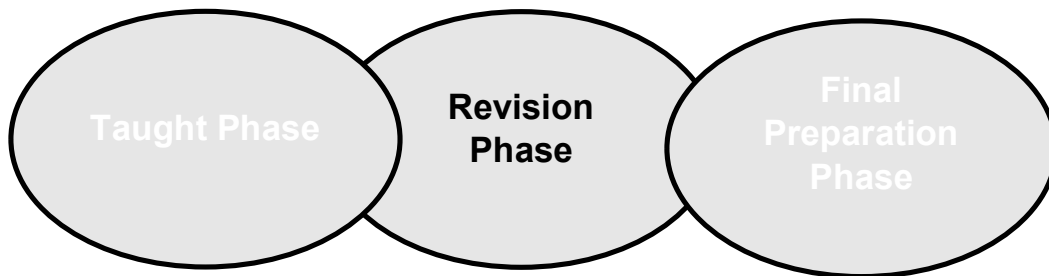 Taught Phase
Revision
Phase
Final
Preparation
Phase